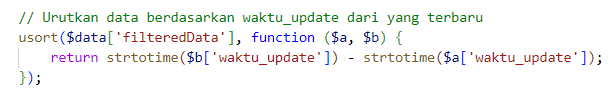 // Urutkan data berdasarkan waktu_update dari yang terbaru
usort($data['filteredData'], function ($a, $b) {
    return strtotime($b['waktu_update']) - strtotime($a['waktu_update']);
});